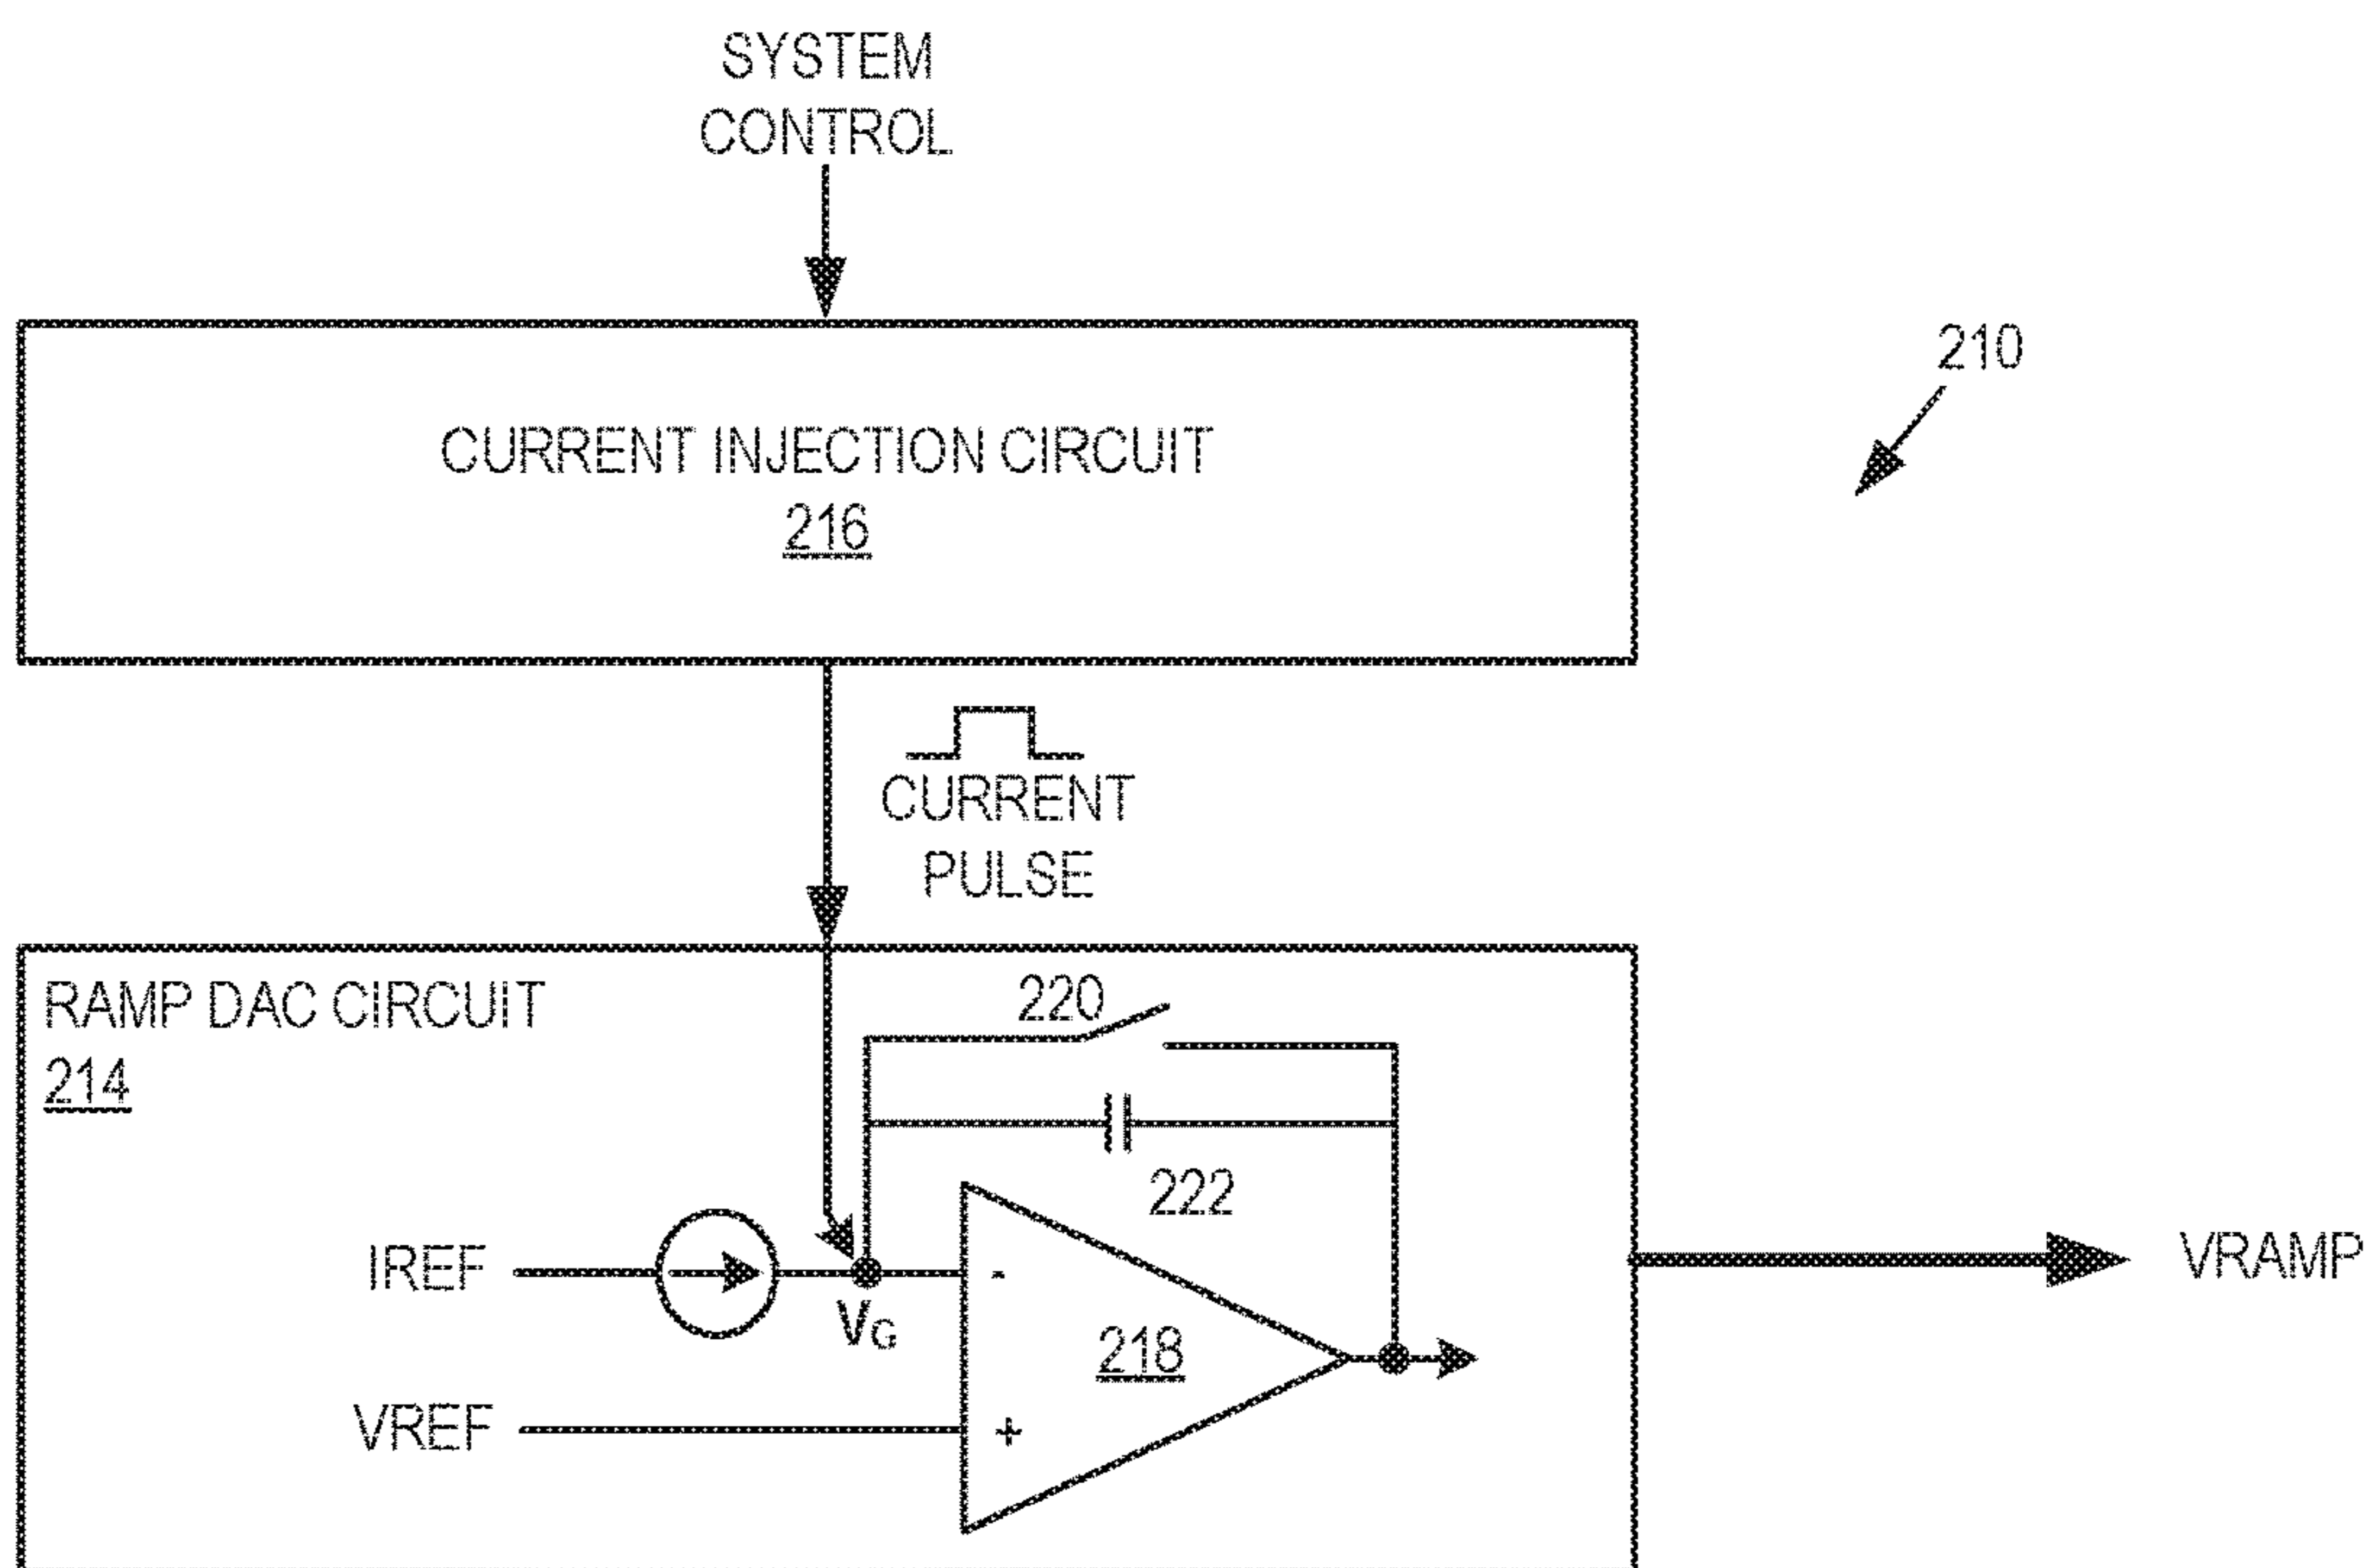 SYSTEM
CONTROL
210
CURRENT INJECTION CIRCUIT
216
CURRENT
PULSE
RAMP DAC CIRCUIT
214
220
222
IREF
-
VG
218
VREF
+
VRAMP